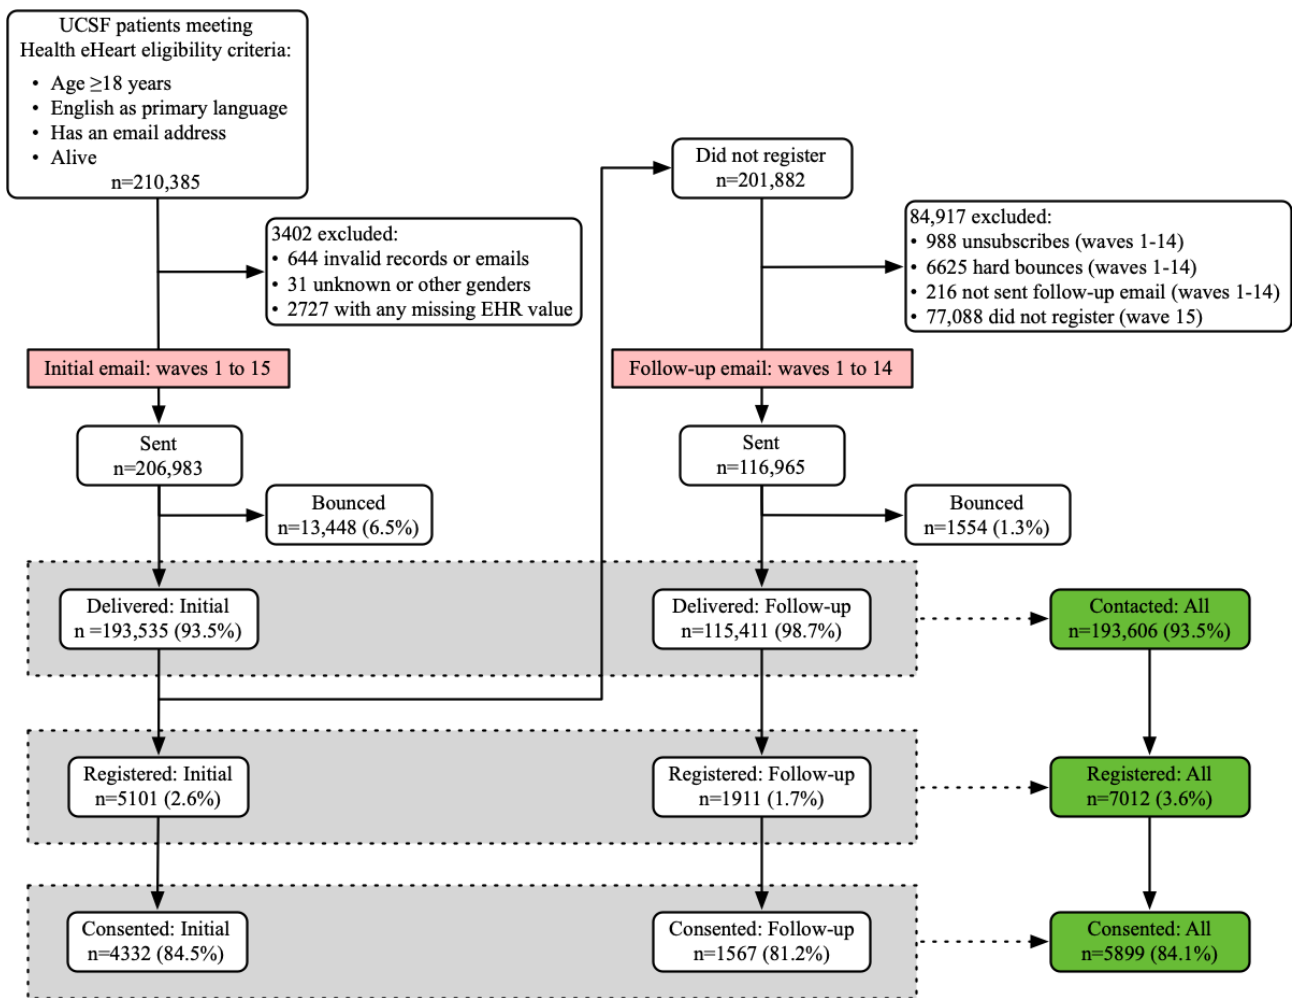 UCSF patients meeting
Health eHeart eligibility criteria:
• Age ≥18 years
• English as primary language
• Has an email address
• Alive
n=210,385
3402 excluded:
• 644 invalid records or emails
• 31 unknown or other genders
• 2727 with any missing EHR value
Initial email: waves 1 to 15
Sent
n=206,983
Bounced
n=13,448 (6.5%)
Delivered: Initial
n =193,535 (93.5%)
Registered: Initial
n=5101 (2.6%)
Consented: Initial
n=4332 (84.5%)
Did not register
n=201,882
84,917 excluded:
• 988 unsubscribes (waves 1-14)
• 6625 hard bounces (waves 1-14)
• 216 not sent follow-up email (waves 1-14)
• 77,088 did not register (wave 15)
Follow-up email: waves 1 to 14
Sent
n=116,965
Bounced
n=1554 (1.3%)
Delivered: Follow-up
n=115,411 (98.7%)
Registered: Follow-up
n=1911 (1.7%)
Consented: Follow-up
n=1567 (81.2%)
Contacted: All
n=193,606 (93.5%)
Registered: All
n=7012 (3.6%)
Consented: All
n=5899 (84.1%)